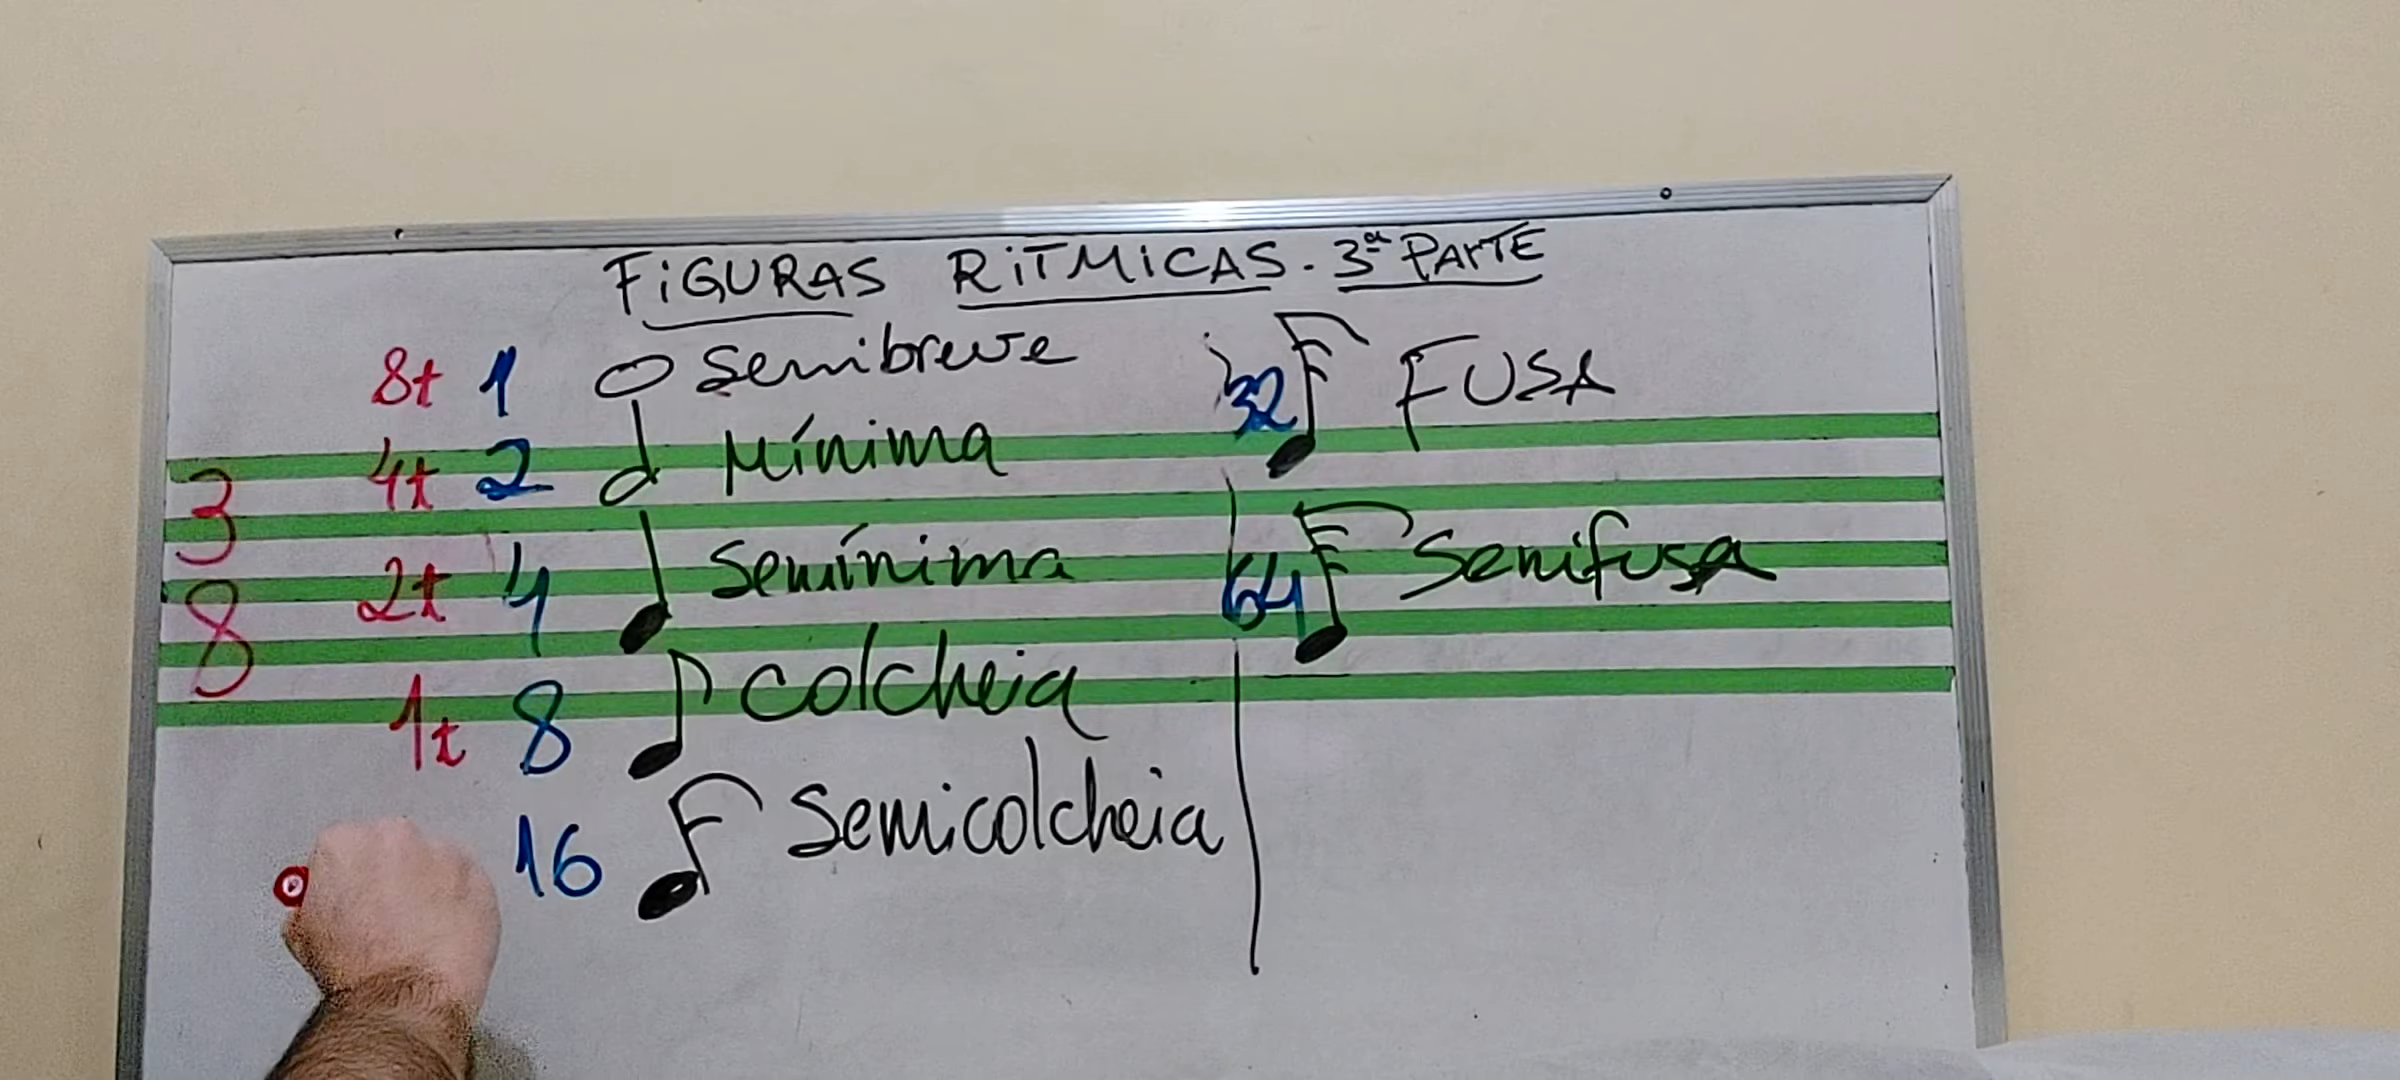 FIGURAS RITMICAS. 3ª PARTE
8t 1 semibreve
4t 2 Mínima
2t 4 Semínima
1t 8 colcheia
16 Semicolcheia
32 FUSA
64 Semifusa
3
8